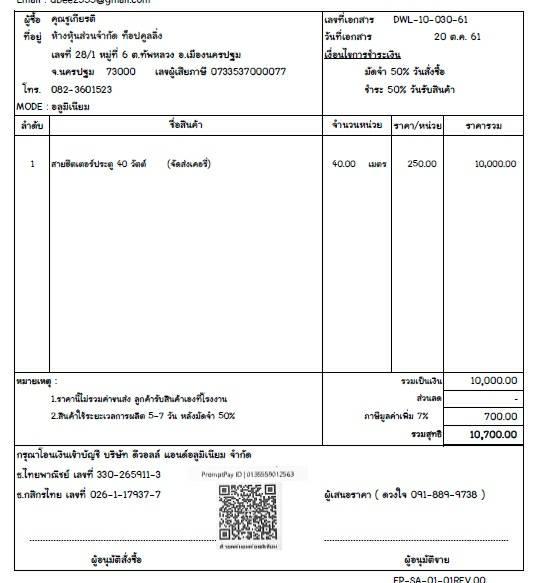 Email : dbee2555@gmail.com
ผู้ซื้อ คุณชูเกียรติ
ที่อยู่ ห้างหุ้นส่วนจำกัด ท็อปคูลลิ่ง
เลขที่ 28/1 หมู่ที่ 6 ต.ทัพหลวง อ.เมืองนครปฐม
จ.นครปฐม 73000 เลขผู้เสียภาษี 0733537000077
โทร. 082-3601523
MODE : อลูมิเนียม
เลขที่เอกสาร DWL-10-030-61
วันที่เอกสาร 20 ต.ค. 61
เงื่อนไขการชำระเงิน
มัดจำ 50% วันสั่งซื้อ
ชำระ 50% วันรับสินค้า
ลำดับ ชื่อสินค้า จำนวนหน่วย ราคา/หน่วย ราคารวม
1 สายฮีตเตอร์ประตู 40 วัตต์ (จัดส่งเคอรี่) 40.00 เมตร 250.00 10,000.00
หมายเหตุ :
1.ราคานี้ไม่รวมค่าขนส่ง ลูกค้ารับสินค้าเองที่โรงงาน
2.สินค้าใช้ระยะเวลการผลิต 5-7 วัน หลังมัดจำ 50%
รวมเป็นเงิน 10,000.00
ส่วนลด -
ภาษีมูลค่าเพิ่ม 7% 700.00
รวมสุทธิ 10,700.00
กรุณาโอนเงินเข้าบัญชี บริษัท ดีวอลล์ แอนด์อลูมิเนียม จำกัด
ธ.ไทยพาณิชย์ เลขที่ 330-265911-3
PromptPay ID | 0135559012563
ธ.กสิกรไทย เลขที่ 026-1-17937-7
ผู้เสนอราคา ( ดวงใจ 091-889-9738 )
ผู้อนุมัติสั่งซื้อ
ผู้อนุมัติขาย
FP-SA-01-01REV.00